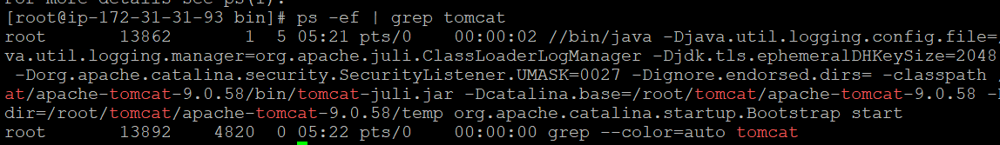 For more details see ps(1).
[root@ip-172-31-31-93 bin]# ps -ef | grep tomcat
root 13862 1 5 05:21 pts/0 00:00:02 //bin/java -Djava.util.logging.config.file=
va.util.logging.manager=org.apache.juli.ClassLoaderLogManager -Djdk.tls.ephemeralDHKeySize=2048
-Dorg.apache.catalina.security.SecurityListener.UMASK=0027 -Dignore.endorsed.dirs= -classpath
at/apache-tomcat-9.0.58/bin/tomcat-juli.jar -Dcatalina.base=/root/tomcat/apache-tomcat-9.0.58 -
dir=/root/tomcat/apache-tomcat-9.0.58/temp org.apache.catalina.startup.Bootstrap start
root 13892 4820 0 05:22 pts/0 00:00:00 grep --color=auto tomcat